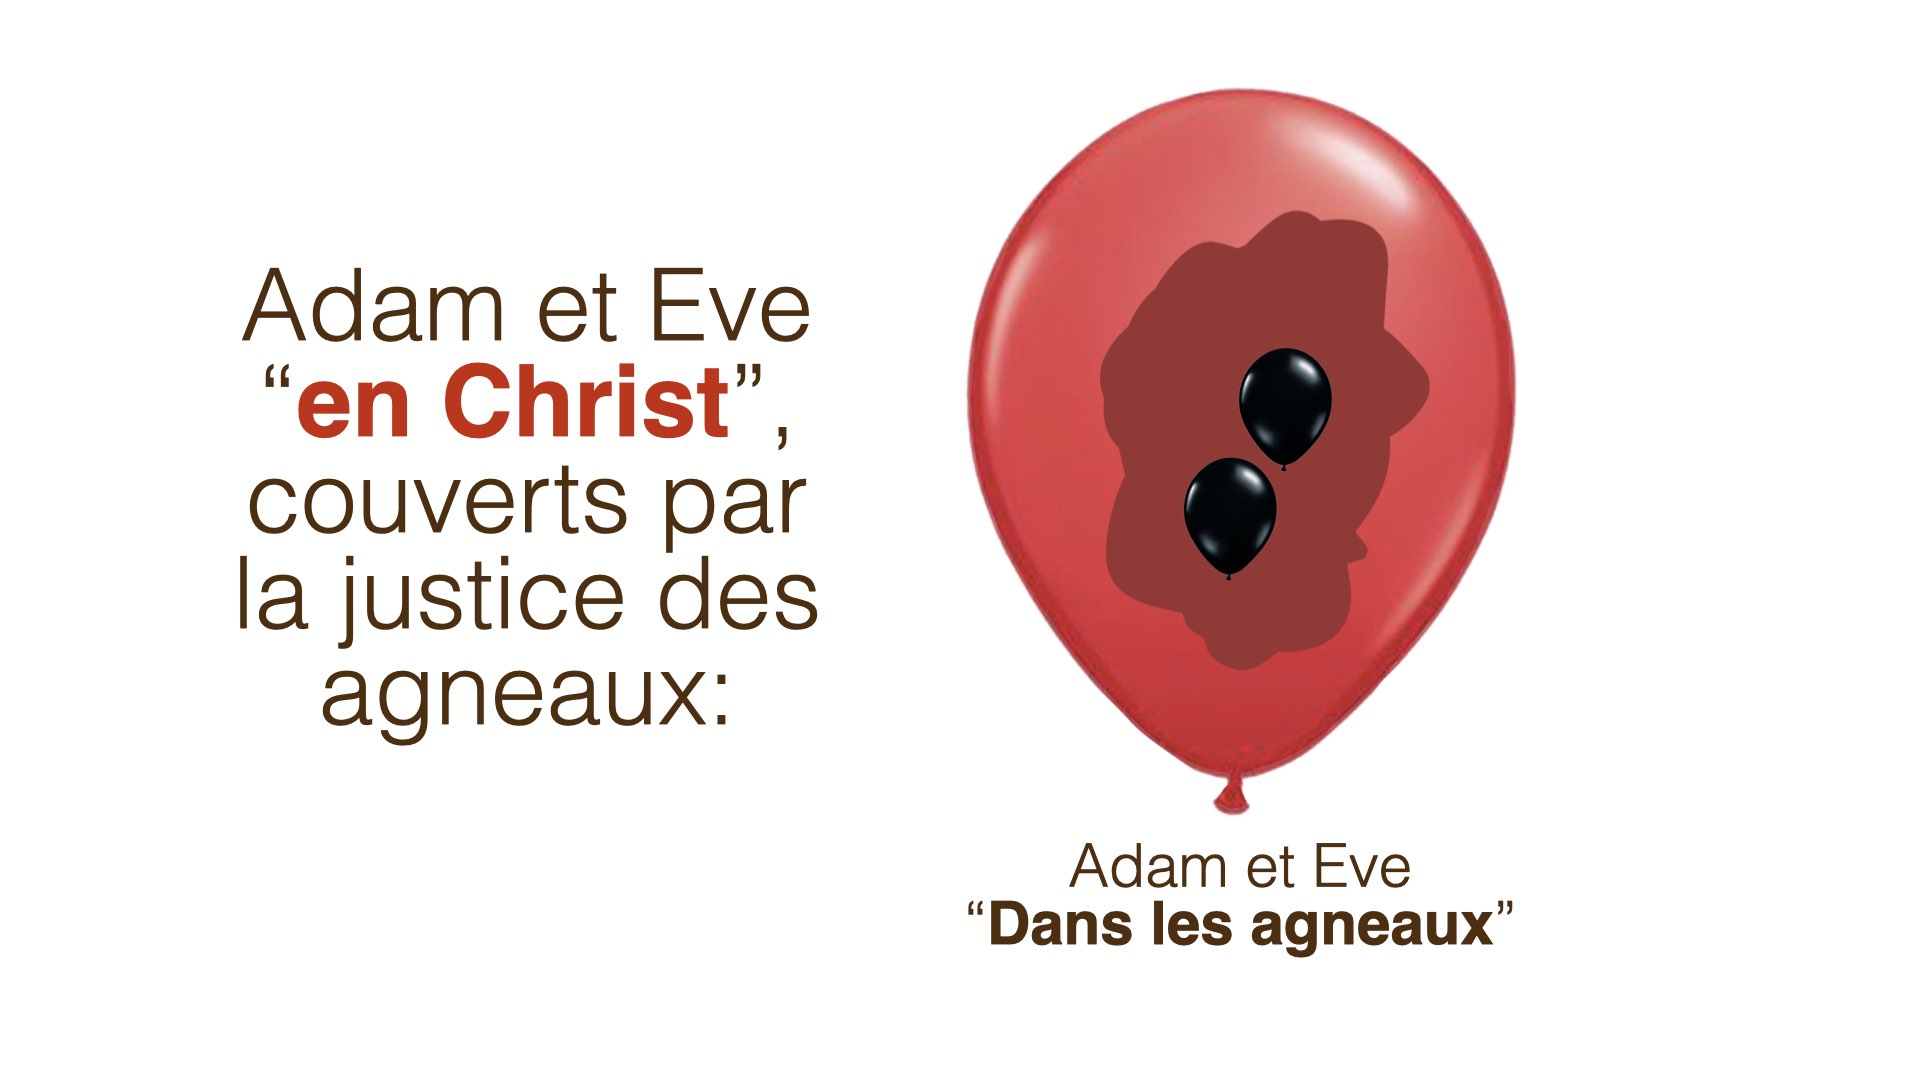 Adam et Eve
“en Christ”,
couverts par
la justice des
agneaux:
Adam et Eve
“Dans les agneaux”